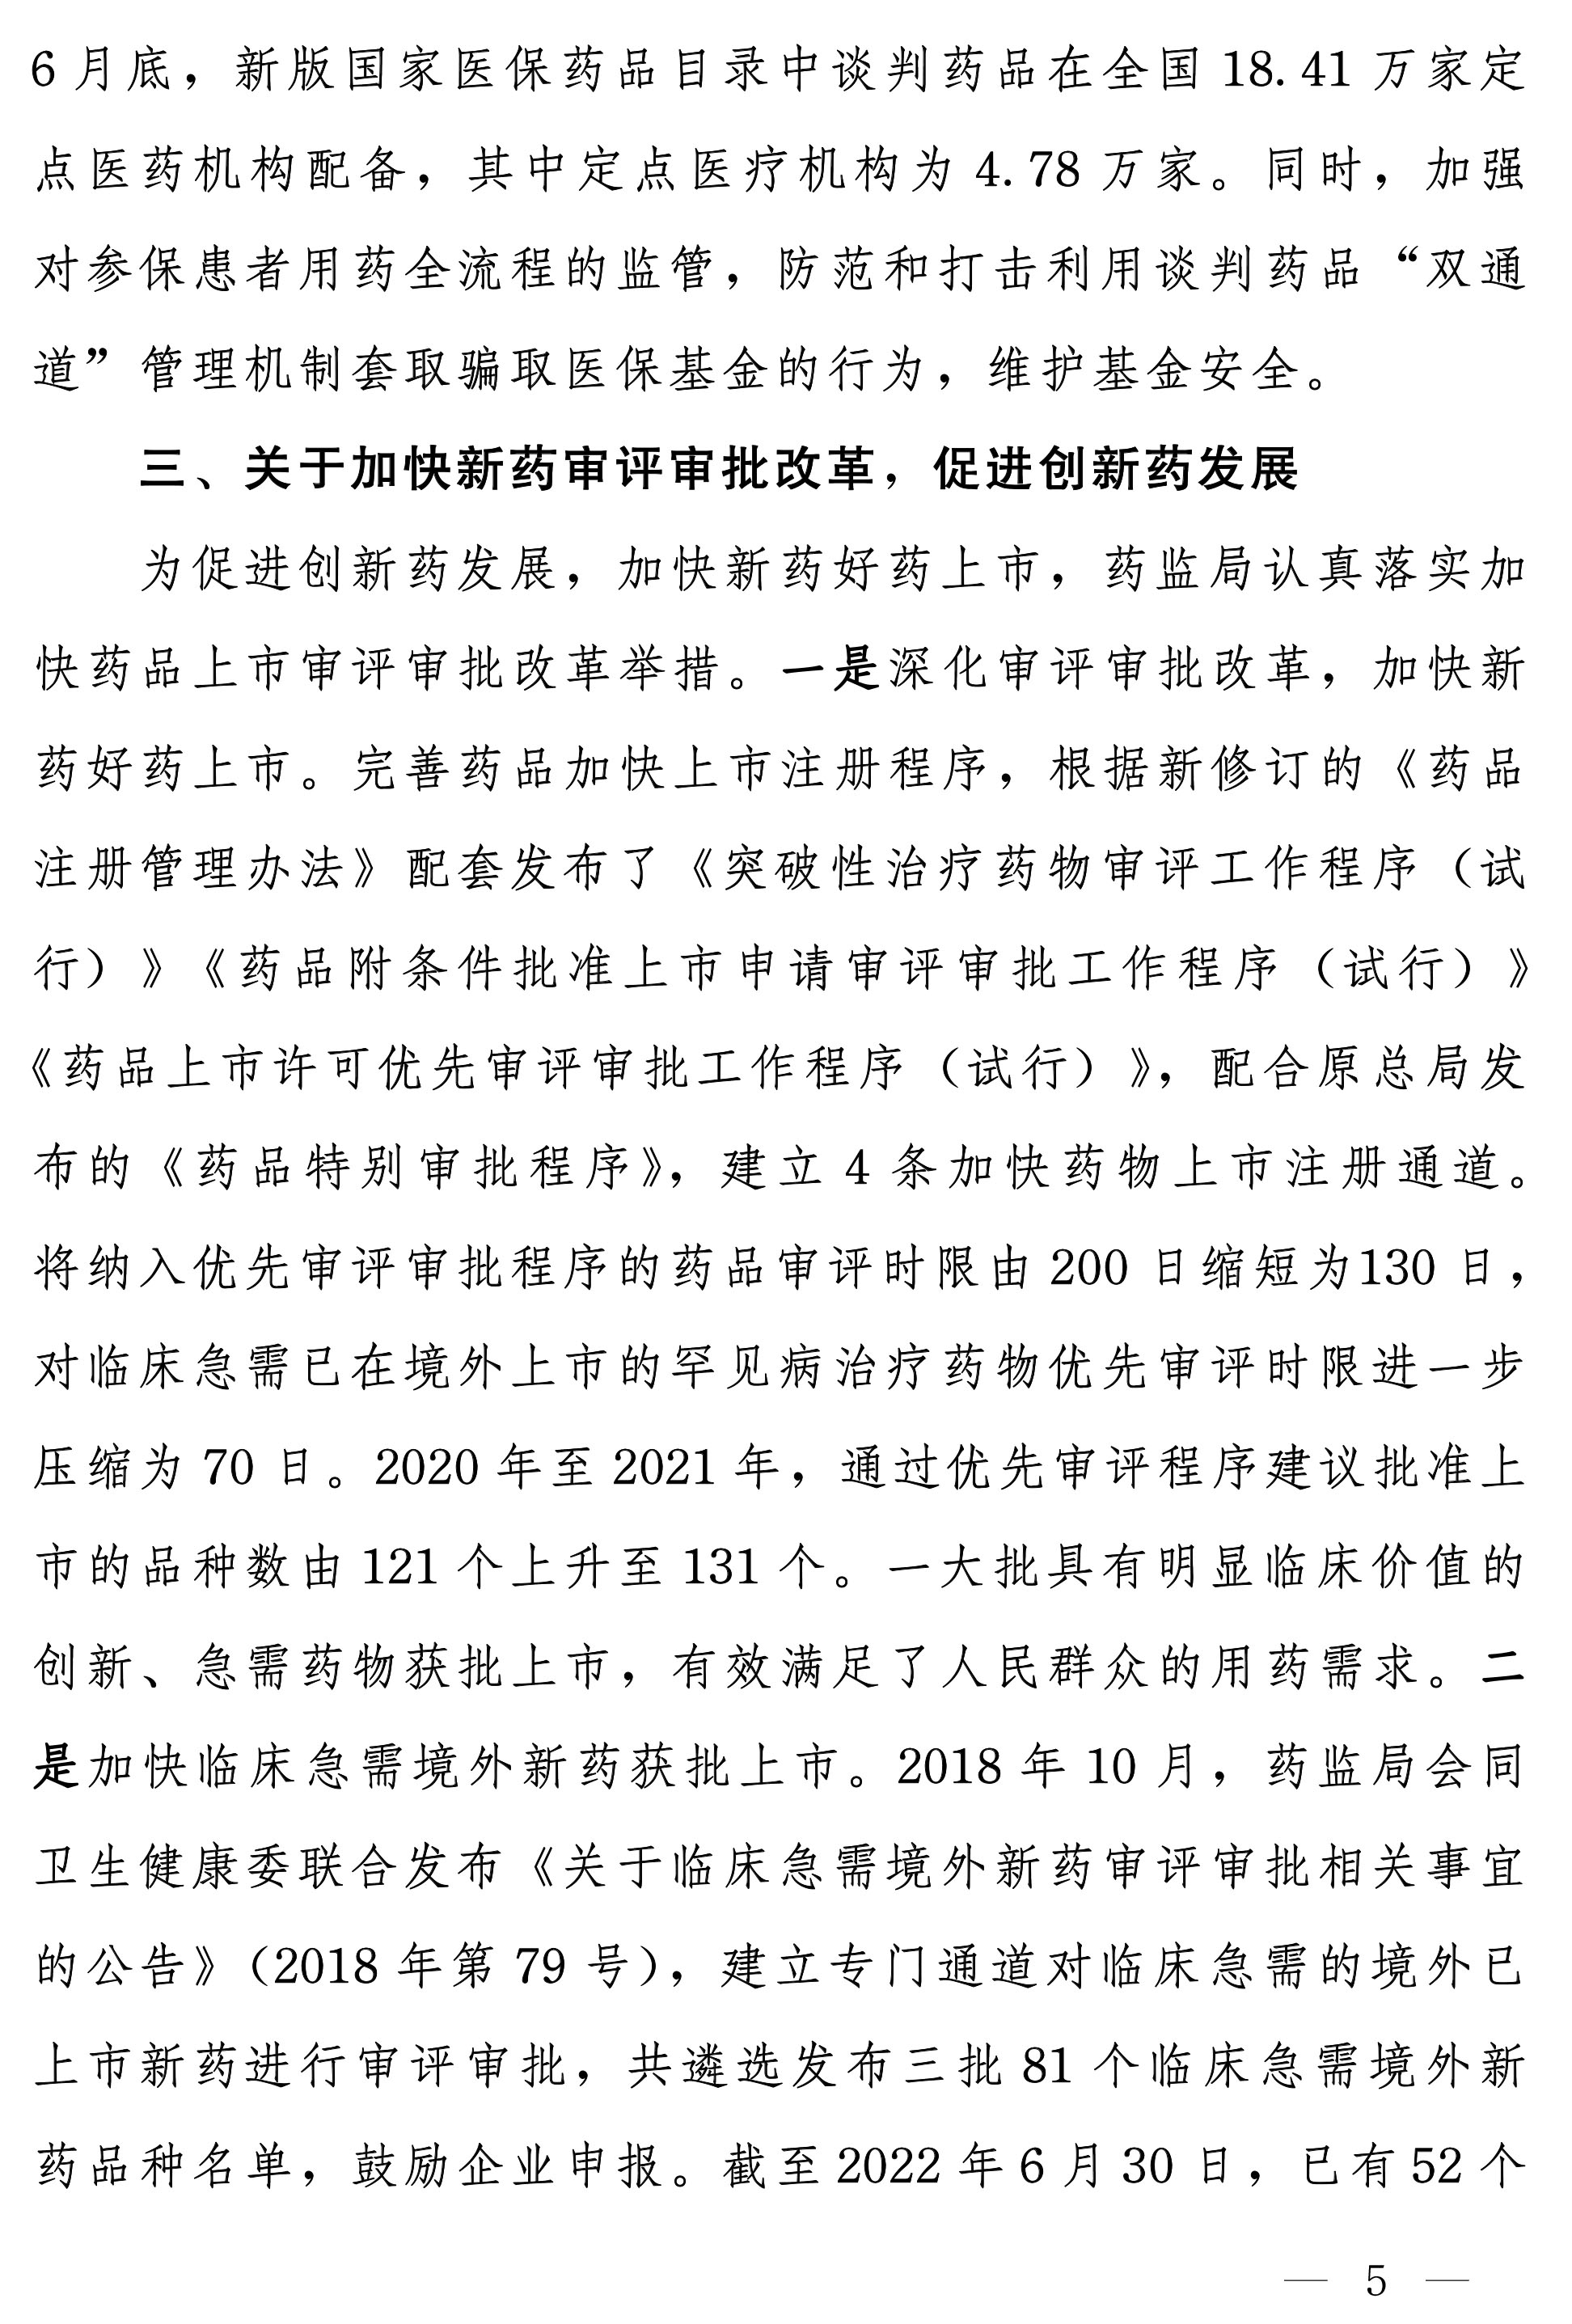 6 月底，新版国家医保药品目录中谈判药品在全国 18.41 万家定
点医药机构配备，其中定点医疗机构为 4.78 万家。同时，加强
对参保患者用药全流程的监管，防范和打击利用谈判药品“双通
道”管理机制套取骗取医保基金的行为，维护基金安全。
三、关于加快新药审评审批改革，促进创新药发展
为促进创新药发展，加快新药好药上市，药监局认真落实加
快药品上市审评审批改革举措。一是深化审评审批改革，加快新
药好药上市。完善药品加快上市注册程序，根据新修订的《药品
注册管理办法》配套发布了《突破性治疗药物审评工作程序（试
行）》《药品附条件批准上市申请审评审批工作程序（试行）》
《药品上市许可优先审评审批工作程序（试行）》，配合原总局发
布的《药品特别审批程序》，建立 4 条加快药物上市注册通道。
将纳入优先审评审批程序的药品审评时限由 200 日缩短为130 日，
对临床急需已在境外上市的罕见病治疗药物优先审评时限进一步
压缩为 70 日。2020 年至 2021 年，通过优先审评程序建议批准上
市的品种数由 121 个上升至 131 个。一大批具有明显临床价值的
创新、急需药物获批上市，有效满足了人民群众的用药需求。二
是加快临床急需境外新药获批上市。2018 年 10 月，药监局会同
卫生健康委联合发布《关于临床急需境外新药审评审批相关事宜
的公告》（2018 年第 79 号），建立专门通道对临床急需的境外已
上市新药进行审评审批，共遴选发布三批 81 个临床急需境外新
药品种名单，鼓励企业申报。截至 2022 年 6 月 30 日，已有 52 个
— 5 —